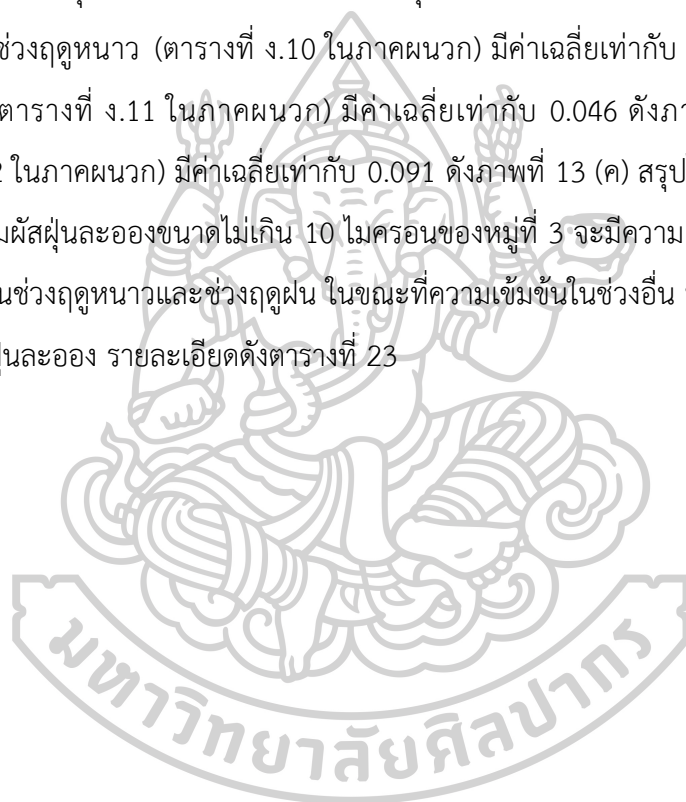 ช่วงฤดูหนาว (ตารางที่ ง.10 ในภาคผนวก) มีค่าเฉลี่ยเท่ากับ
ตารางที่ ง.11 ในภาคผนวก) มีค่าเฉลี่ยเท่ากับ 0.046 ดังภา
ในภาคผนวก) มีค่าเฉลี่ยเท่ากับ 0.091 ดังภาพที่ 13 (ค) สรุป
มผัสฝุ่นละอองขนาดไม่เกิน 10 ไมครอนของหมู่ที่ 3 จะมีความ
นช่วงฤดูหนาวและช่วงฤดูฝน ในขณะที่ความเข้มข้นในช่วงอื่น
ุ่นละออง รายละเอียดดังตารางที่ 23
มหาวิทยาลัยศิลปากร